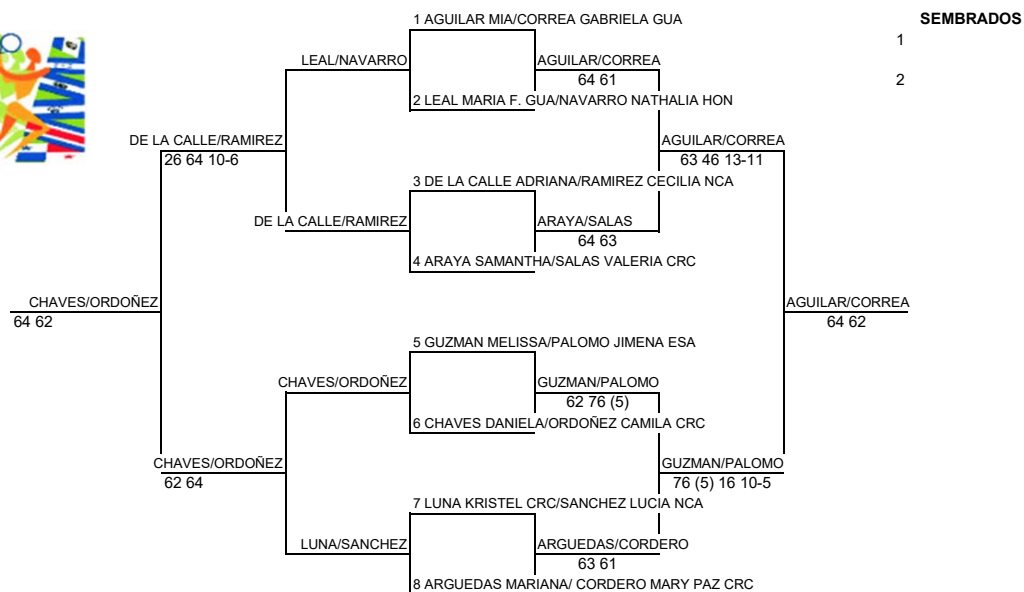 SEMBRADOS
1 AGUILAR MIA/CORREA GABRIELA GUA
1
LEAL/NAVARRO
AGUILAR/CORREA
64 61
2
2 LEAL MARIA F. GUA/NAVARRO NATHALIA HON
DE LA CALLE/RAMIREZ
26 64 10-6
AGUILAR/CORREA
63 46 13-11
3 DE LA CALLE ADRIANA/RAMIREZ CECILIA NCA
DE LA CALLE/RAMIREZ
ARAYA/SALAS
64 63
4 ARAYA SAMANTHA/SALAS VALERIA CRC
CHAVES/ORDOÑEZ
64 62
AGUILAR/CORREA
64 62
5 GUZMAN MELISSA/PALOMO JIMENA ESA
CHAVES/ORDOÑEZ
GUZMAN/PALOMO
62 76 (5)
6 CHAVES DANIELA/ORDOÑEZ CAMILA CRC
CHAVES/ORDOÑEZ
62 64
GUZMAN/PALOMO
76 (5) 16 10-5
7 LUNA KRISTEL CRC/SANCHEZ LUCIA NCA
LUNA/SANCHEZ
ARGUEDAS/CORDERO
63 61
8 ARGUEDAS MARIANA/ CORDERO MARY PAZ CRC